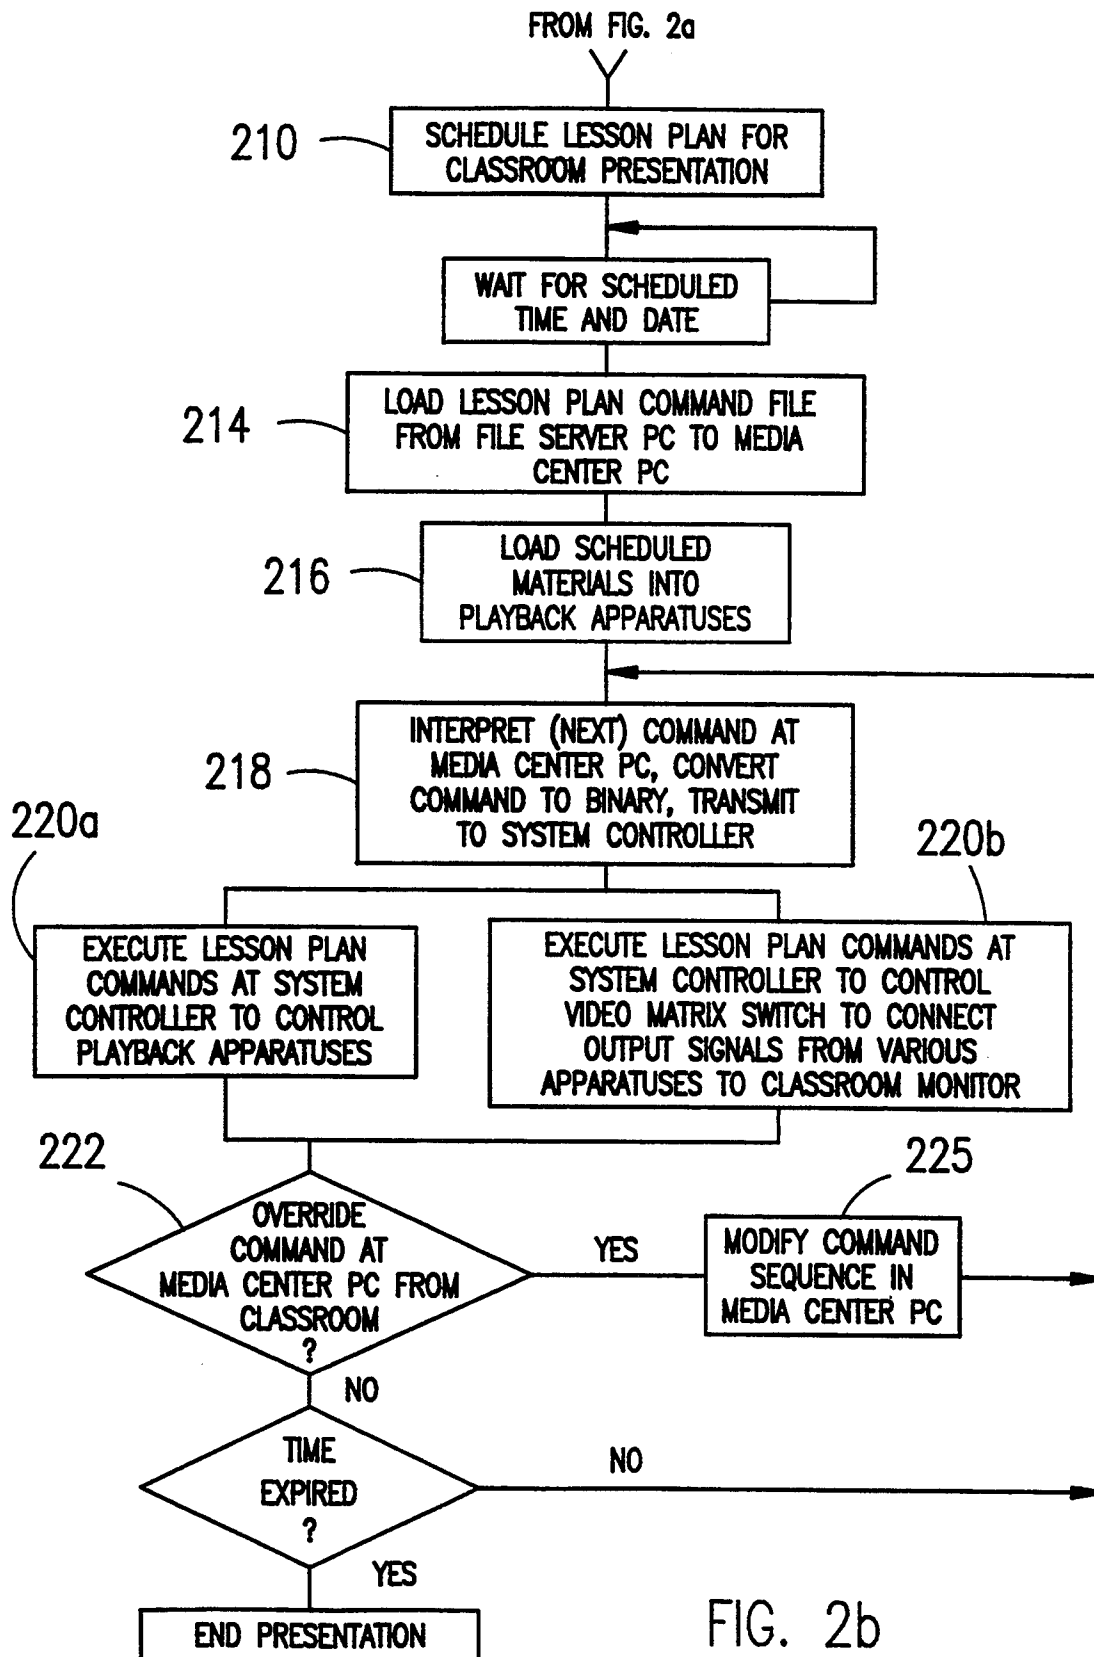 FROM FIG. 2a
210
SCHEDULE LESSON PLAN FOR
CLASSROOM PRESENTATION
WAIT FOR SCHEDULED
TIME AND DATE
214
LOAD LESSON PLAN COMMAND FILE
FROM FILE SERVER PC TO MEDIA
CENTER PC
216
LOAD SCHEDULED
MATERIALS INTO
PLAYBACK APPARATUSES
218
INTERPRET (NEXT) COMMAND AT
MEDIA CENTER PC, CONVERT
COMMAND TO BINARY, TRANSMIT
TO SYSTEM CONTROLLER
220a
EXECUTE LESSON PLAN
COMMANDS AT SYSTEM
CONTROLLER TO CONTROL
PLAYBACK APPARATUSES
220b
EXECUTE LESSON PLAN COMMANDS AT
SYSTEM CONTROLLER TO CONTROL
VIDEO MATRIX SWITCH TO CONNECT
OUTPUT SIGNALS FROM VARIOUS
APPARATUSES TO CLASSROOM MONITOR
222
OVERRIDE
COMMAND AT
MEDIA CENTER PC FROM
CLASSROOM
?
YES
225
MODIFY COMMAND
SEQUENCE IN
MEDIA CENTER PC
NO
TIME
EXPIRED
?
NO
YES
END PRESENTATION
FIG. 2b